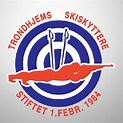 TRONDHJEMS SKISKYTTERE
STIFTET 1. FEBR. 1984